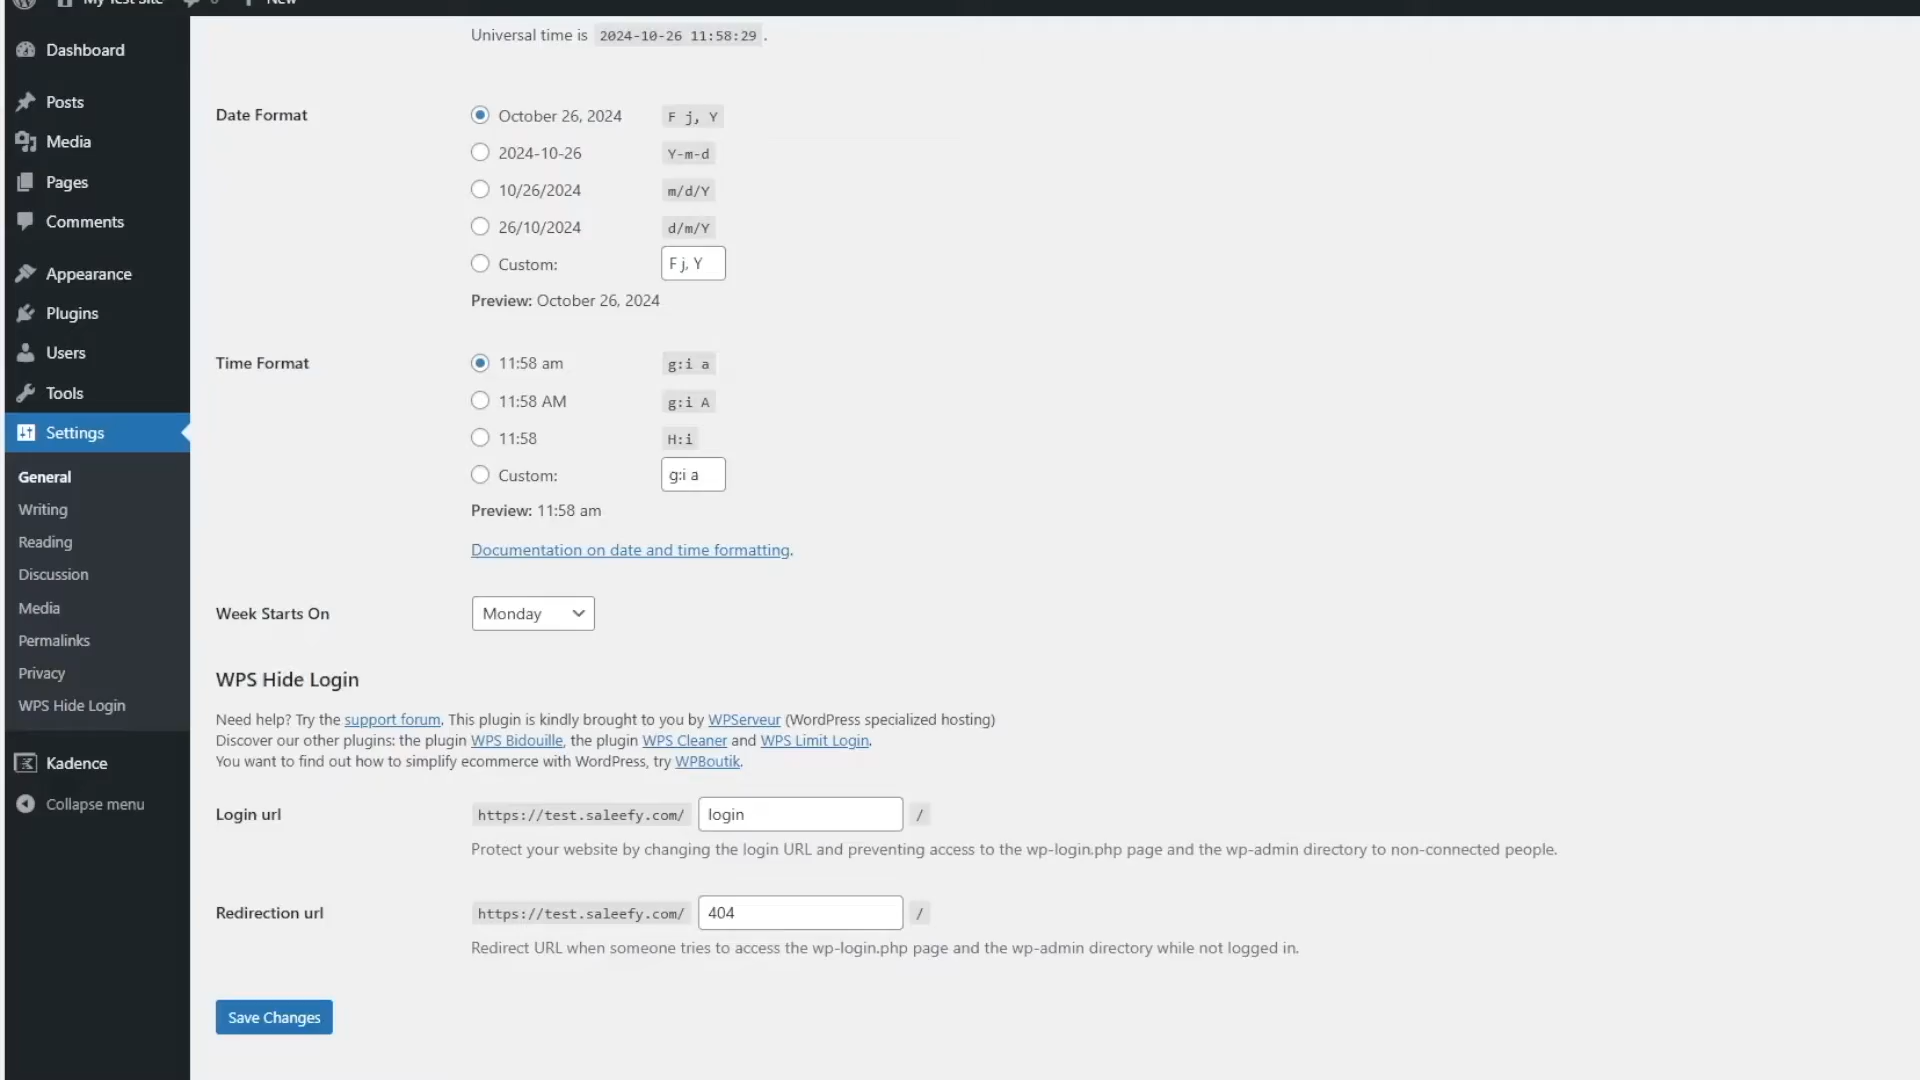 My Test Site 0 New
Dashboard
Posts
Media
Pages
Comments
Appearance
Plugins
Users
Tools
Settings
General
Writing
Reading
Discussion
Media
Permalinks
Privacy
WPS Hide Login
Kadence
Collapse menu
Universal time is 2024-10-26 11:58:29 .
Date Format
October 26, 2024 F j, Y
2024-10-26 Y-m-d
10/26/2024 m/d/Y
26/10/2024 d/m/Y
Custom: F j, Y
Preview: October 26, 2024
Time Format
11:58 am g:i a
11:58 AM g:i A
11:58 H:i
Custom: g:i a
Preview: 11:58 am
Documentation on date and time formatting.
Week Starts On Monday
WPS Hide Login
Need help? Try the support forum. This plugin is kindly brought to you by WPServeur (WordPress specialized hosting)
Discover our other plugins: the plugin WPS Bidouille, the plugin WPS Cleaner and WPS Limit Login.
You want to find out how to simplify ecommerce with WordPress, try WPBoutik.
Login url https://test.saleefy.com/ login /
Protect your website by changing the login URL and preventing access to the wp-login.php page and the wp-admin directory to non-connected people.
Redirection url https://test.saleefy.com/ 404 /
Redirect URL when someone tries to access the wp-login.php page and the wp-admin directory while not logged in.
Save Changes